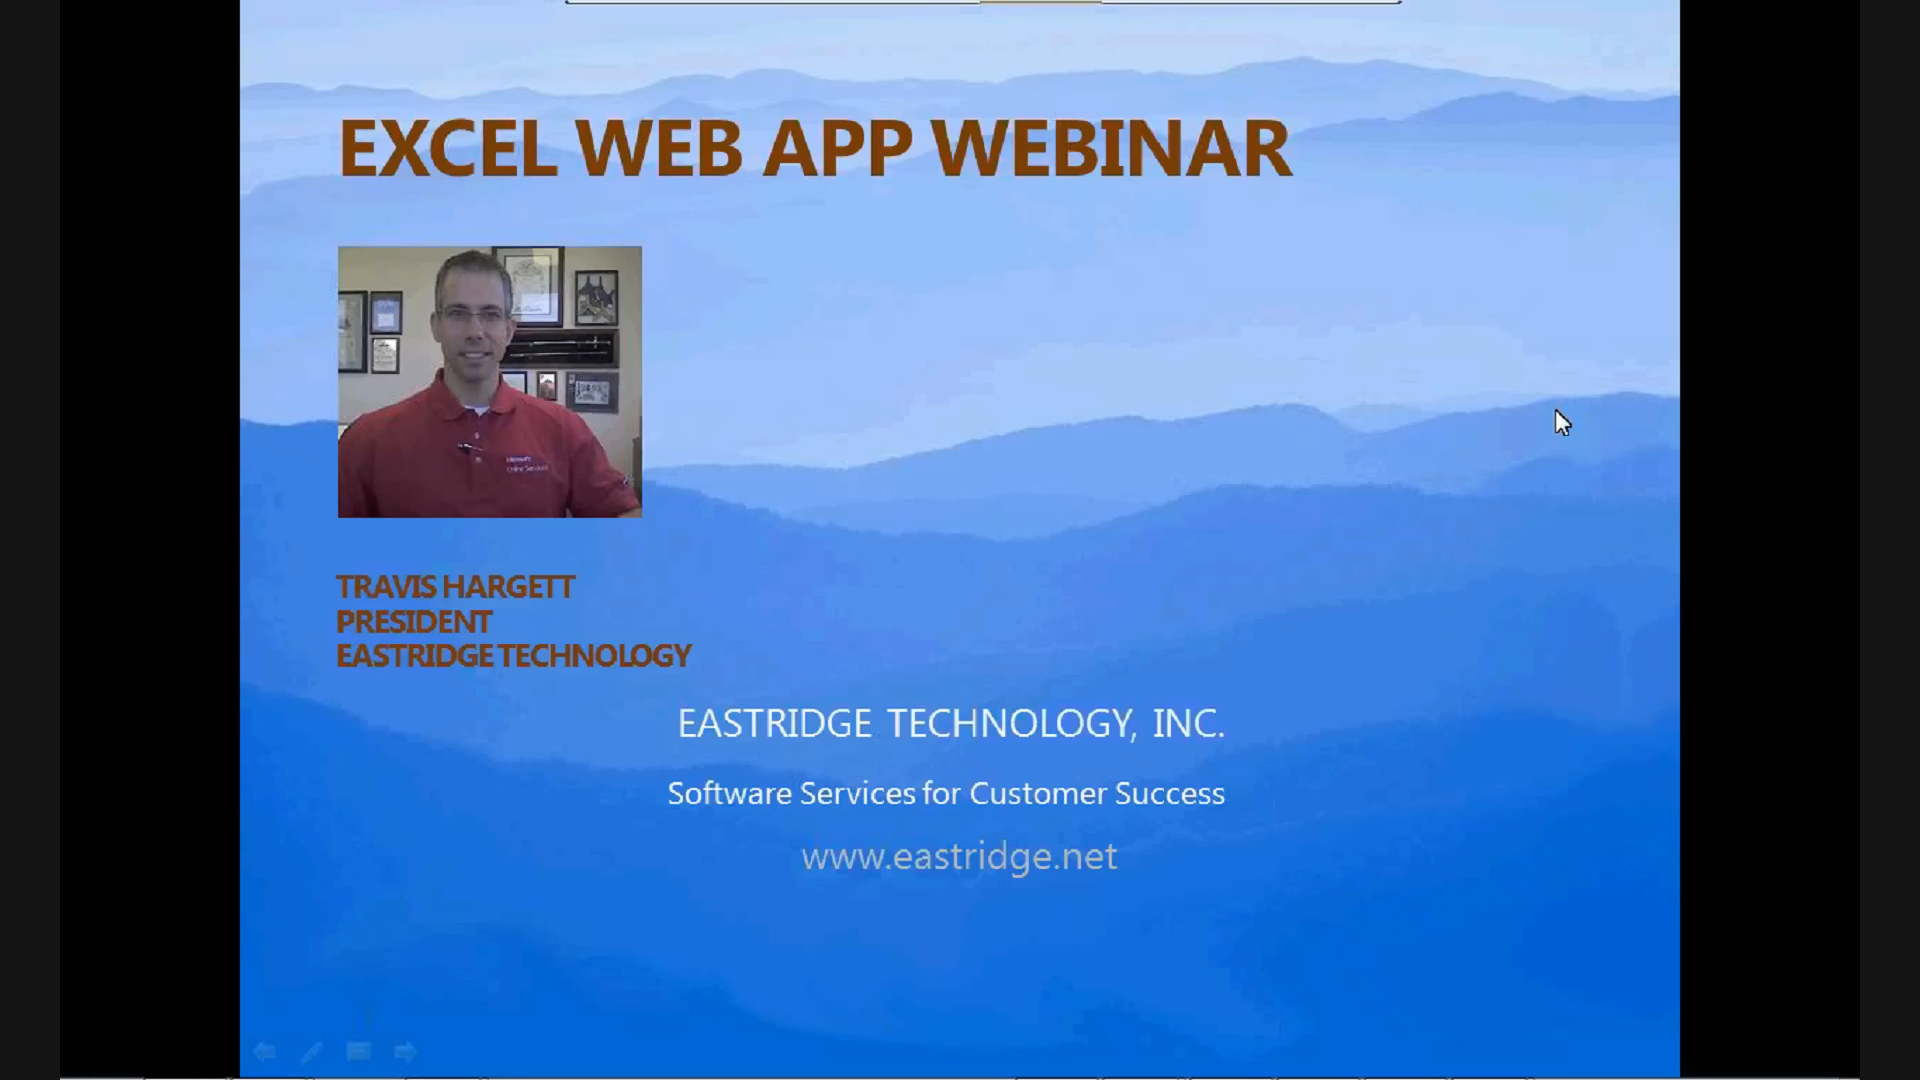 EXCEL WEB APP WEBINAR
TRAVIS HARGETT
PRESIDENT
EASTRIDGE TECHNOLOGY
EASTRIDGE TECHNOLOGY, INC.
Software Services for Customer Success
www.eastridge.net